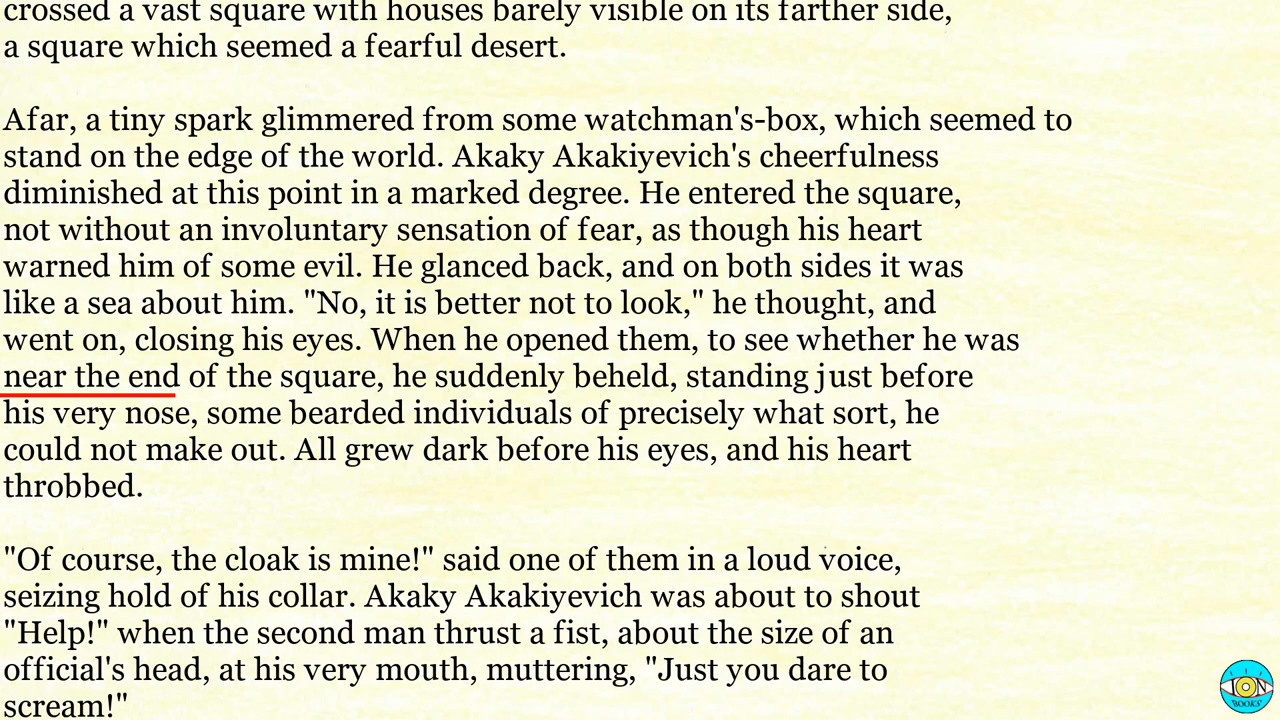 crossed a vast square with houses barely visible on its farther side,
a square which seemed a fearful desert.
Afar, a tiny spark glimmered from some watchman's-box, which seemed to
stand on the edge of the world. Akaky Akakiyevich's cheerfulness
diminished at this point in a marked degree. He entered the square,
not without an involuntary sensation of fear, as though his heart
warned him of some evil. He glanced back, and on both sides it was
like a sea about him. "No, it is better not to look," he thought, and
went on, closing his eyes. When he opened them, to see whether he was
near the end of the square, he suddenly beheld, standing just before
his very nose, some bearded individuals of precisely what sort, he
could not make out. All grew dark before his eyes, and his heart
throbbed.
"Of course, the cloak is mine!" said one of them in a loud voice,
seizing hold of his collar. Akaky Akakiyevich was about to shout
"Help!" when the second man thrust a fist, about the size of an
official's head, at his very mouth, muttering, "Just you dare to
scream!"
ION
BOOKS